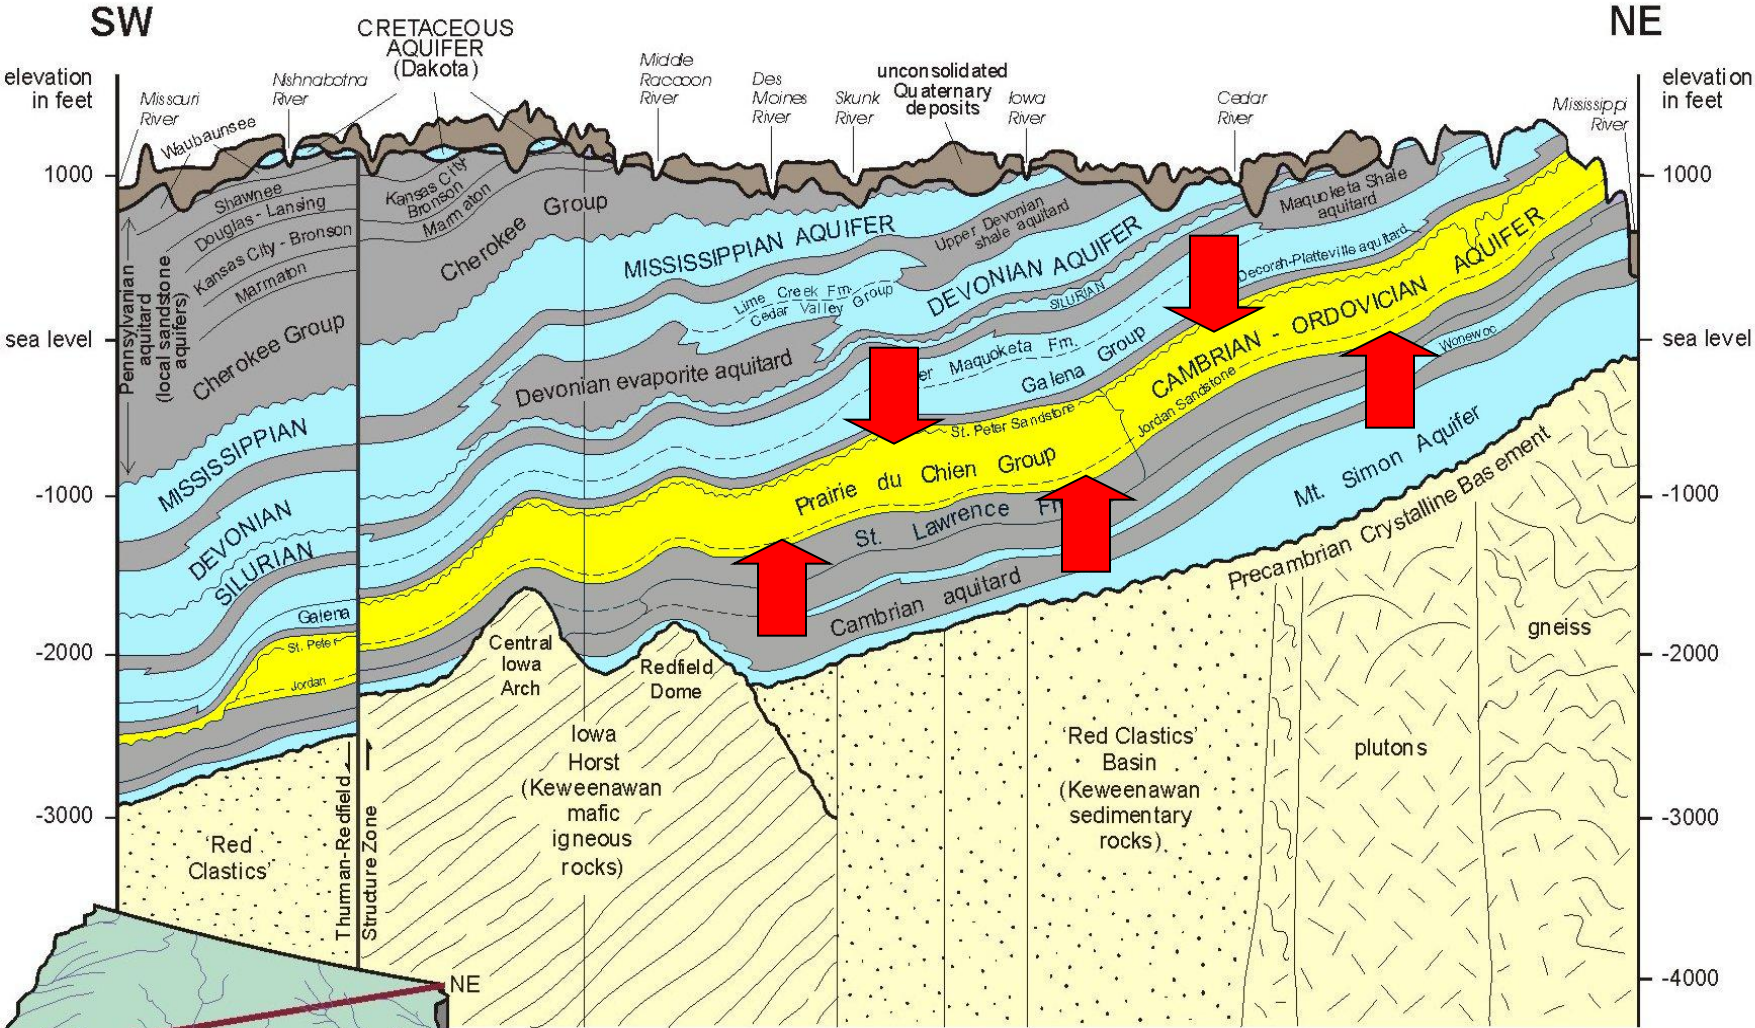 SW
NE
CRETACEOUS
AQUIFER
(Dakota)
elevation
in feet
Missouri
River
Nishnabotna
River
Middle
Raccoon
River
Des
Moines
River
Skunk
River
unconsolidated
Quaternary
deposits
Iowa
River
Cedar
River
Mississippi
River
elevation
in feet
1000
sea level
-1000
-2000
-3000
1000
sea level
-1000
-2000
-3000
-4000
Waubaunsee
Shawnee
Douglas - Lansing
Kansas City - Bronson
Marmaton
Cherokee Group
Pennsylvanian
aquitard
(local sandstone
aquifers)
MISSISSIPPIAN
DEVONIAN
SILURIAN
Galena
St. Peter
Jordan
Kansas City
Bronson
Marmaton
Cherokee Group
MISSISSIPPIAN AQUIFER
Upper Devonian
shale aquitard
Lime Creek Fm.
Cedar Valley Group
DEVONIAN AQUIFER
SILURIAN
Devonian evaporite aquitard
er Maquoketa Fm.
Galena Group
Maquoketa Shale
aquitard
Decorah-Platteville aquitard
CAMBRIAN - ORDOVICIAN AQUIFER
St. Peter Sandstone
Jordan Sandstone
Prairie du Chien Group
St. Lawrence
Wonewoc
Cambrian aquitard
Mt. Simon Aquifer
Precambrian Crystalline Basement
Central
Iowa
Arch
Redfield
Dome
Iowa
Horst
(Keweenawan
mafic
igneous
rocks)
'Red Clastics'
Basin
(Keweenawan
sedimentary
rocks)
plutons
gneiss
'Red
Clastics'
Thurman-Redfield
Structure Zone
NE